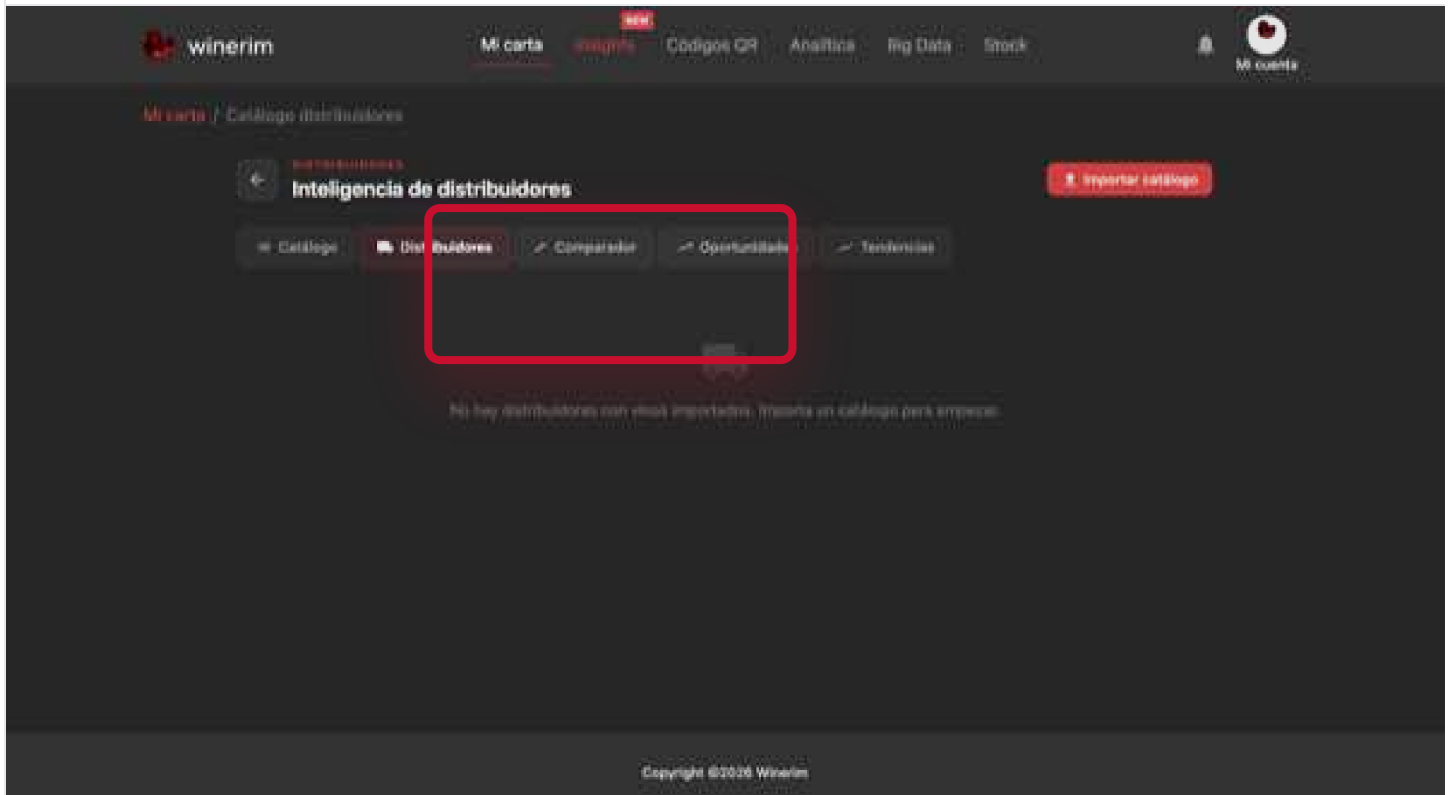 winerim
Mi carta
Insights
NEW
Códigos QR
Analítica
Big Data
Stock
Mi cuenta
Mi carta / Catálogo distribuidores
DISTRIBUIDORES
Inteligencia de distribuidores
Importar catálogo
Catálogo
Distribuidores
Comparador
Oportunidades
Tendencias
No hay distribuidores con vinos importados. Importa un catálogo para empezar.
Copyright ©2026 Winerim